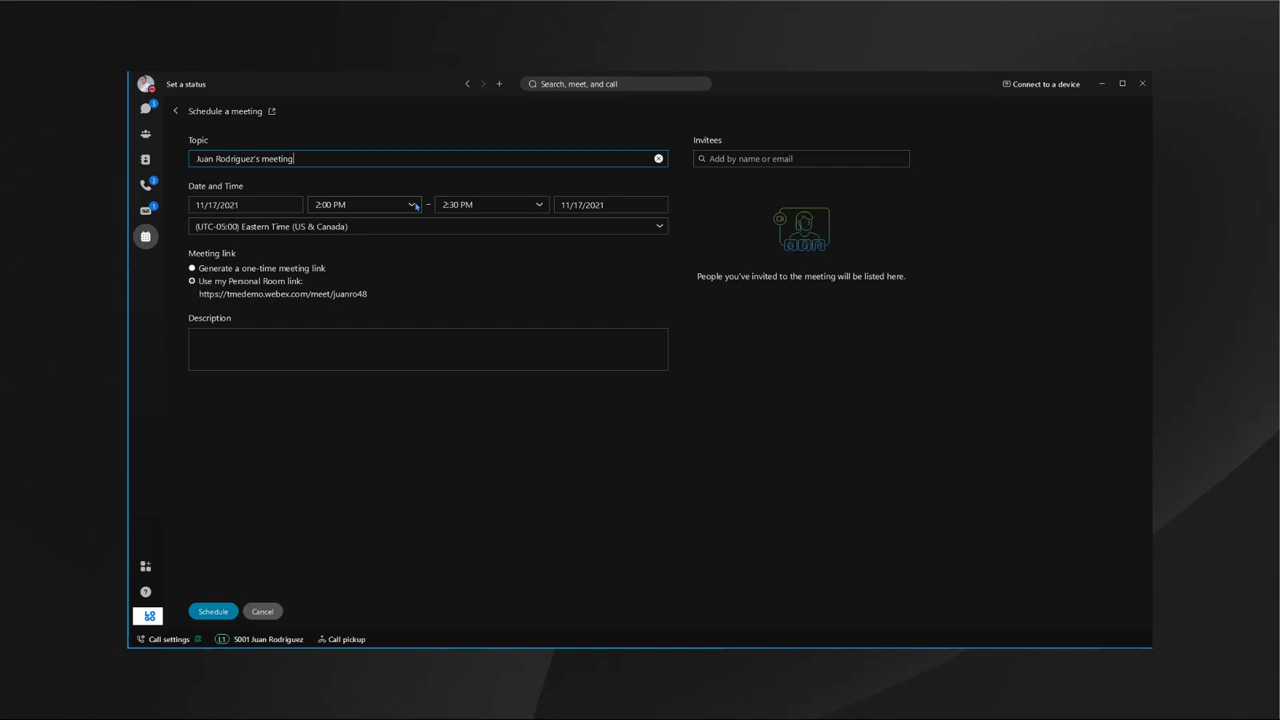 Set a status
Search, meet, and call
Connect to a device
Schedule a meeting
Topic
Juan Rodriguez's meeting
Date and Time
11/17/2021 2:00 PM – 2:30 PM 11/17/2021
(UTC-05:00) Eastern Time (US & Canada)
Meeting link
Generate a one-time meeting link
Use my Personal Room link:
https://tmedemo.webex.com/meet/juanro48
Description
Invitees
Add by name or email
People you've invited to the meeting will be listed here.
Schedule Cancel
Call settings L1 5001 Juan Rodriguez Call pickup